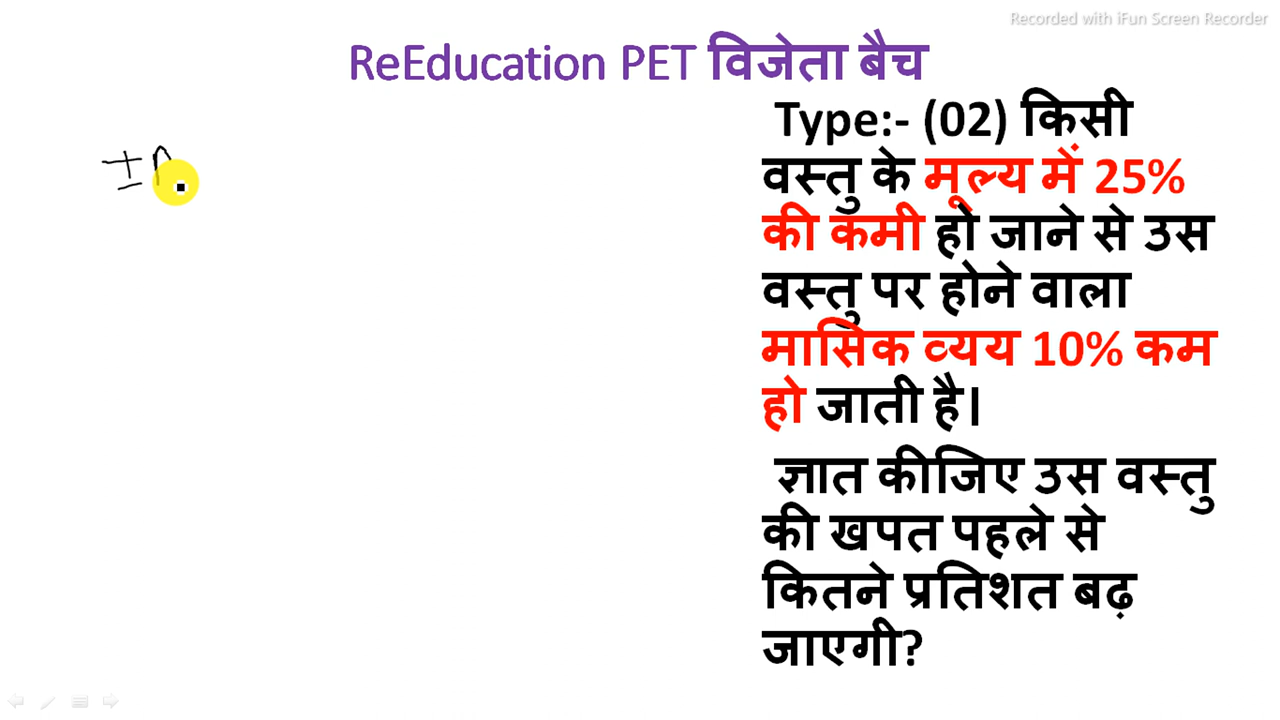 Recorded with iFun Screen Recorder
ReEducation PET विजेता बैच
Type:- (02) किसी
वस्तु के मूल्य में 25%
की कमी हो जाने से उस
वस्तु पर होने वाला
मासिक व्यय 10% कम
हो जाती है।
ज्ञात कीजिए उस वस्तु
की खपत पहले से
कितने प्रतिशत बढ़
जाएगी?
±